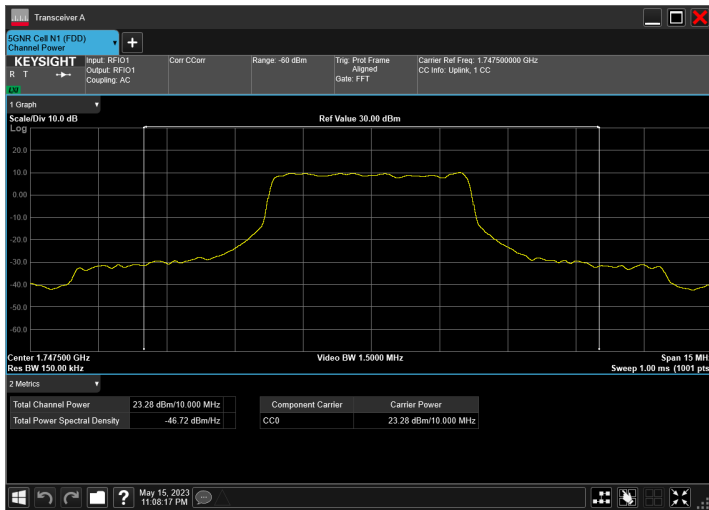 Transceiver A
5GNR Cell N1 (FDD)
Channel Power
KEYSIGHT
R T
LXI
Input: RFIO1
Output: RFIO1
Coupling: AC
Corr CCorr
Range: -60 dBm
Trig: Prot Frame
Aligned
Gate: FFT
Carrier Ref Freq: 1.747500000 GHz
CC Info: Uplink, 1 CC
1 Graph
Scale/Div 10.0 dB
Ref Value 30.00 dBm
Log
20.0
10.0
0.00
-10.0
-20.0
-30.0
-40.0
-50.0
-60.0
Center 1.747500 GHz
Video BW 1.5000 MHz
Span 15 MHz
Res BW 150.00 kHz
Sweep 1.00 ms (1001 pts
2 Metrics
Total Channel Power 23.28 dBm/10.000 MHz
Total Power Spectral Density -46.72 dBm/Hz
Component Carrier Carrier Power
CC0 23.28 dBm/10.000 MHz
?
May 15, 2023
11:08:17 PM